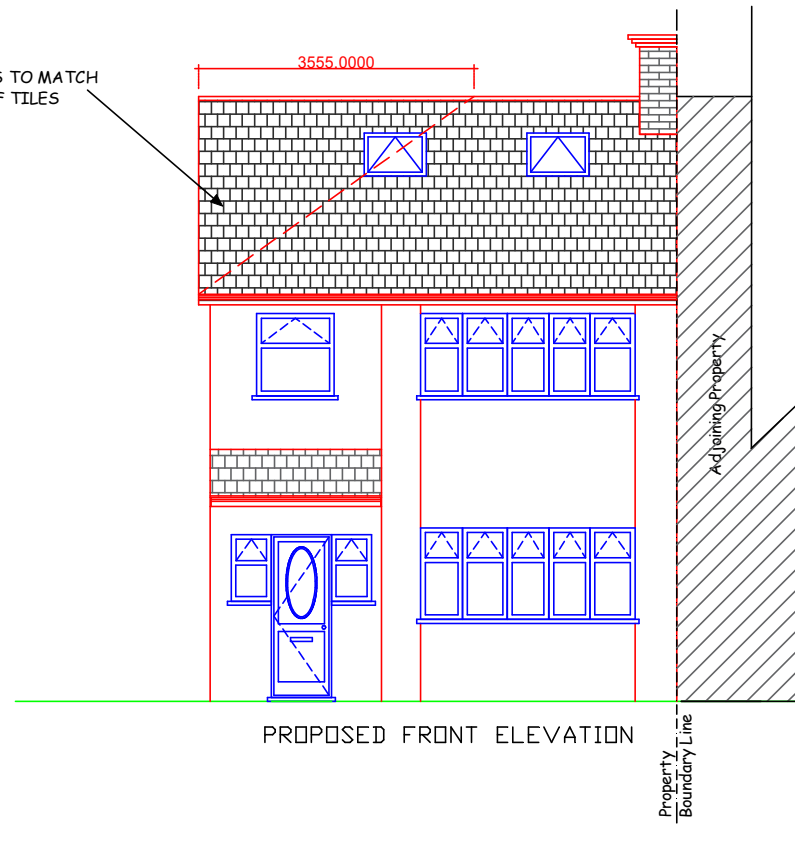 3555.0000
TO MATCH
TILES
Adjoining Property
PROPOSED FRONT ELEVATION
Property
Boundary Line